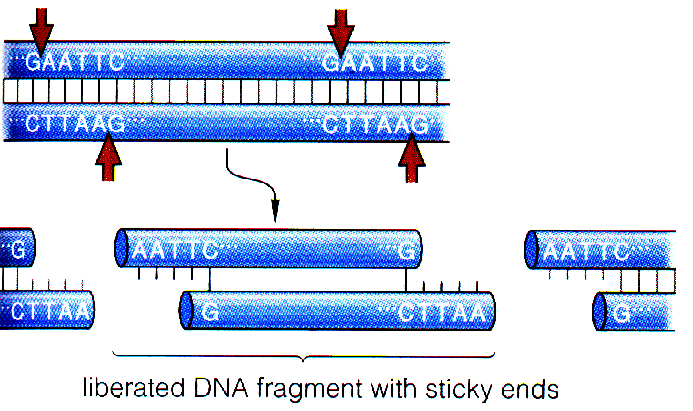 ···GAATTC··· ···GAATTC···
···CTTAAG··· ···CTTAAG···
···G AATTC··· ···G AATTC···
···CTTAA G ···CTTAA G···
liberated DNA fragment with sticky ends